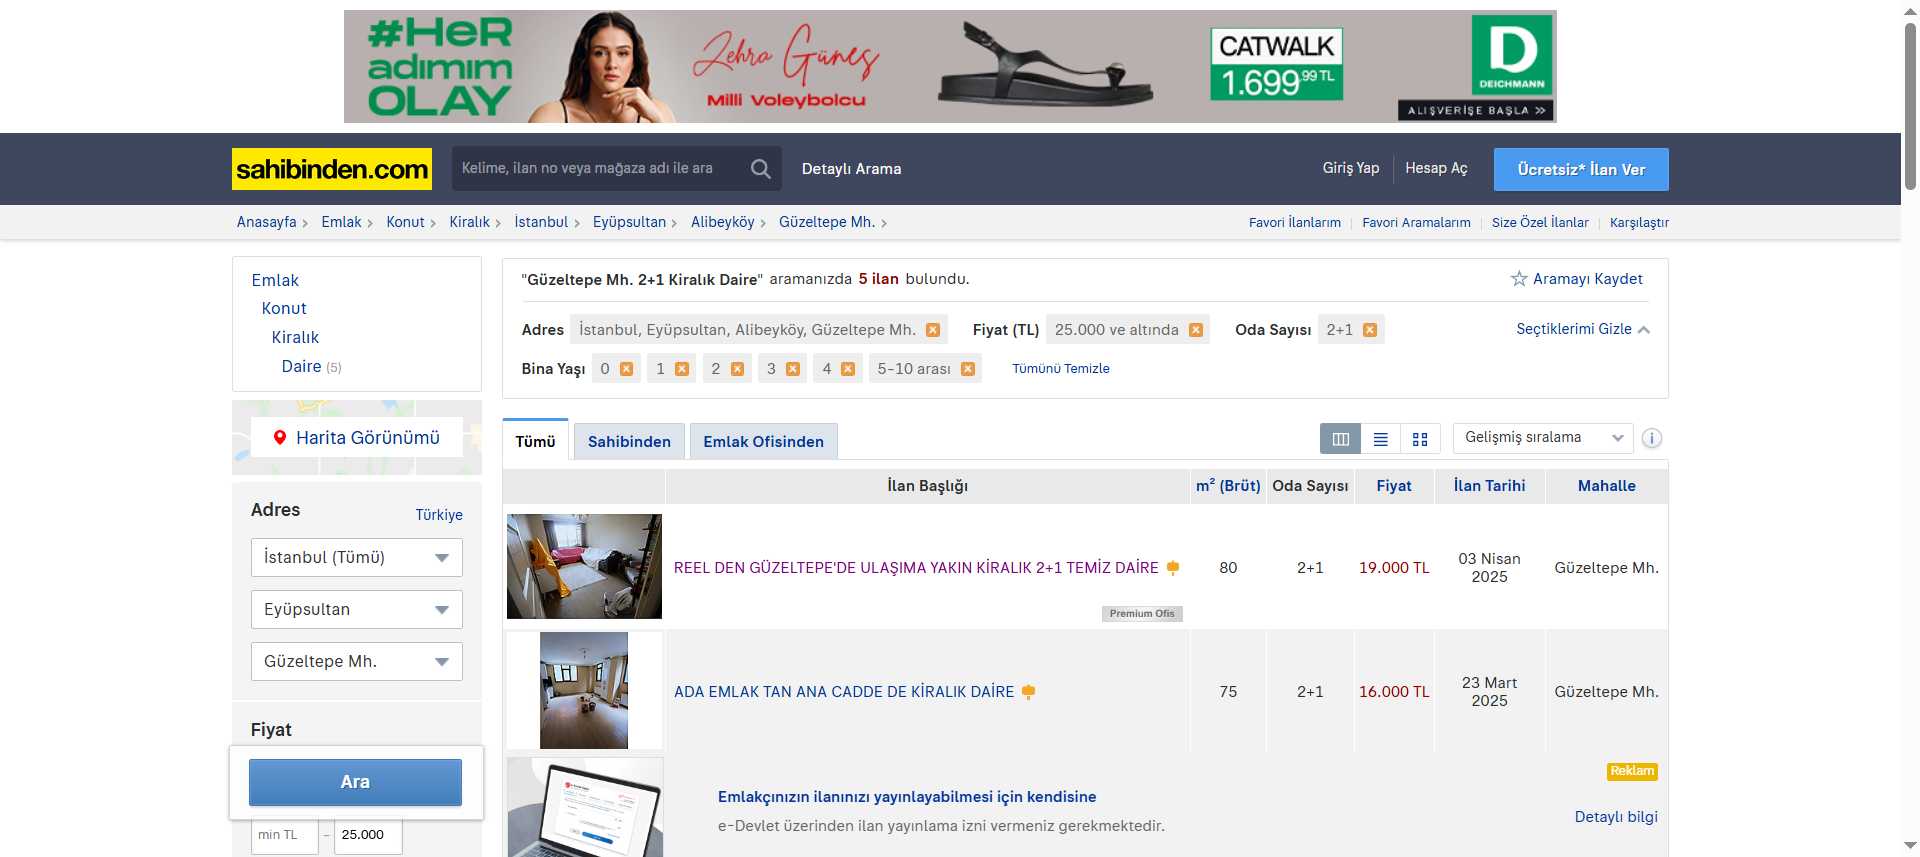 #HeR
adımım
OLAY
Zehra Güneş
Milli Voleybolcu
CATWALK
1.699,99 TL
D
DEICHMANN
ALIŞVERİŞE BAŞLA >>
sahibinden.com
Kelime, ilan no veya mağaza adı ile ara
Detaylı Arama
Giriş Yap
Hesap Aç
Ücretsiz* İlan Ver
Anasayfa > Emlak > Konut > Kiralık > İstanbul > Eyüpsultan > Alibeyköy > Güzeltepe Mh. >
Favori İlanlarım | Favori Aramalarım | Size Özel İlanlar | Karşılaştır
Emlak
Konut
Kiralık
Daire (5)
Harita Görünümü
Adres
Türkiye
İstanbul (Tümü)
Eyüpsultan
Güzeltepe Mh.
Fiyat
Ara
min TL – 25.000
"Güzeltepe Mh. 2+1 Kiralık Daire" aramanızda 5 ilan bulundu.
Aramayı Kaydet
Adres İstanbul, Eyüpsultan, Alibeyköy, Güzeltepe Mh. Fiyat (TL) 25.000 ve altında Oda Sayısı 2+1
Seçtiklerimi Gizle
Bina Yaşı 0 1 2 3 4 5-10 arası Tümünü Temizle
Tümü
Sahibinden
Emlak Ofisinden
Gelişmiş sıralama
i
İlan Başlığı m² (Brüt) Oda Sayısı Fiyat İlan Tarihi Mahalle
REEL DEN GÜZELTEPE'DE ULAŞIMA YAKIN KİRALIK 2+1 TEMİZ DAİRE 80 2+1 19.000 TL 03 Nisan 2025 Güzeltepe Mh.
Premium Ofis
ADA EMLAK TAN ANA CADDE DE KİRALIK DAİRE 75 2+1 16.000 TL 23 Mart 2025 Güzeltepe Mh.
Reklam
Emlakçınızın ilanınızı yayınlayabilmesi için kendisine
e-Devlet üzerinden ilan yayınlama izni vermeniz gerekmektedir.
Detaylı bilgi